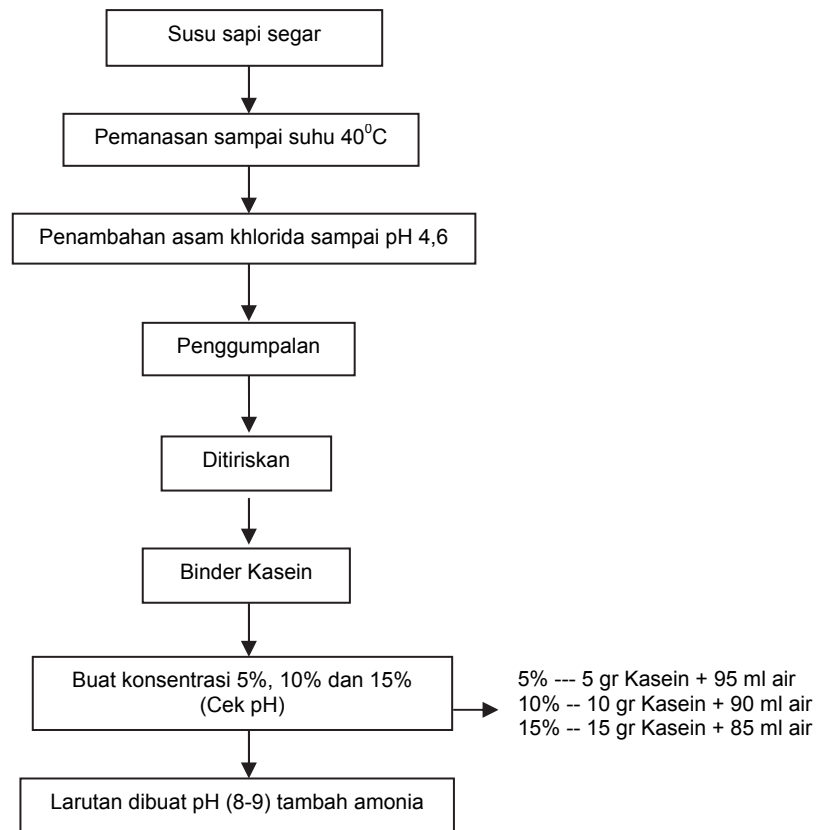 Susu sapi segar
Pemanasan sampai suhu 40⁰C
Penambahan asam khlorida sampai pH 4,6
Penggumpalan
Ditiriskan
Binder Kasein
Buat konsentrasi 5%, 10% dan 15%
(Cek pH)
5% --- 5 gr Kasein + 95 ml air
10% -- 10 gr Kasein + 90 ml air
15% -- 15 gr Kasein + 85 ml air
Larutan dibuat pH (8-9) tambah amonia